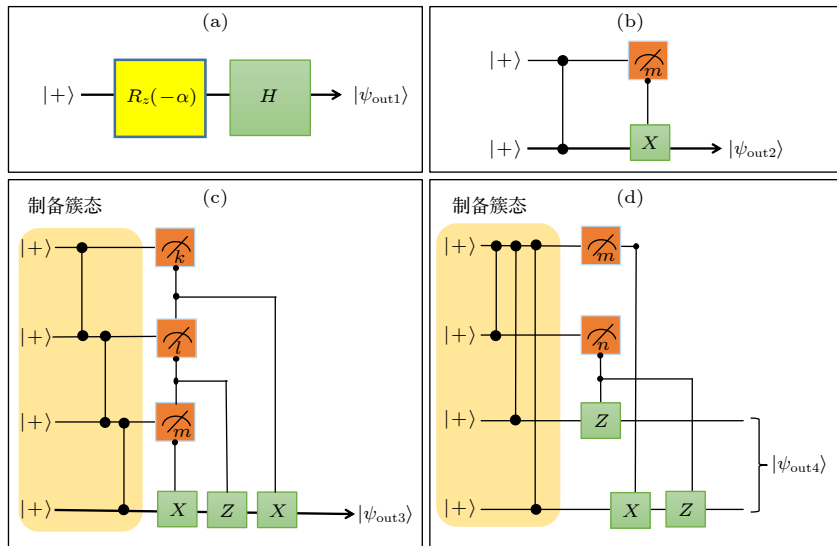 (a)
|+⟩ R_z(−α) H |ψ_out1⟩
(b)
|+⟩ m
|+⟩ X |ψ_out2⟩
(c)
制备簇态
|+⟩ k
|+⟩ l
|+⟩ m
|+⟩ X Z X |ψ_out3⟩
(d)
制备簇态
|+⟩ m
|+⟩ n
|+⟩ Z
|ψ_out4⟩
|+⟩ X Z